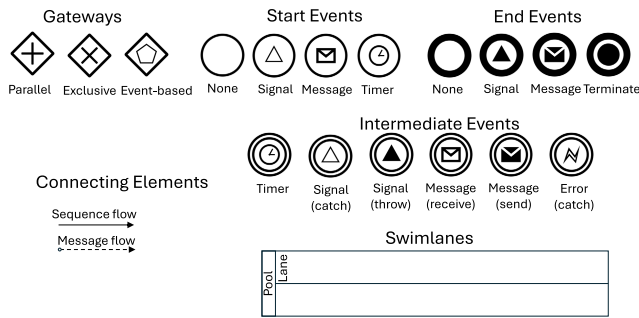 Gateways
Start Events
End Events
Parallel
Exclusive
Event-based
None
Signal
Message
Timer
None
Signal
Message
Terminate
Intermediate Events
Timer
Signal
(catch)
Signal
(throw)
Message
(receive)
Message
(send)
Error
(catch)
Connecting Elements
Sequence flow
Message flow
Swimlanes
Pool
Lane